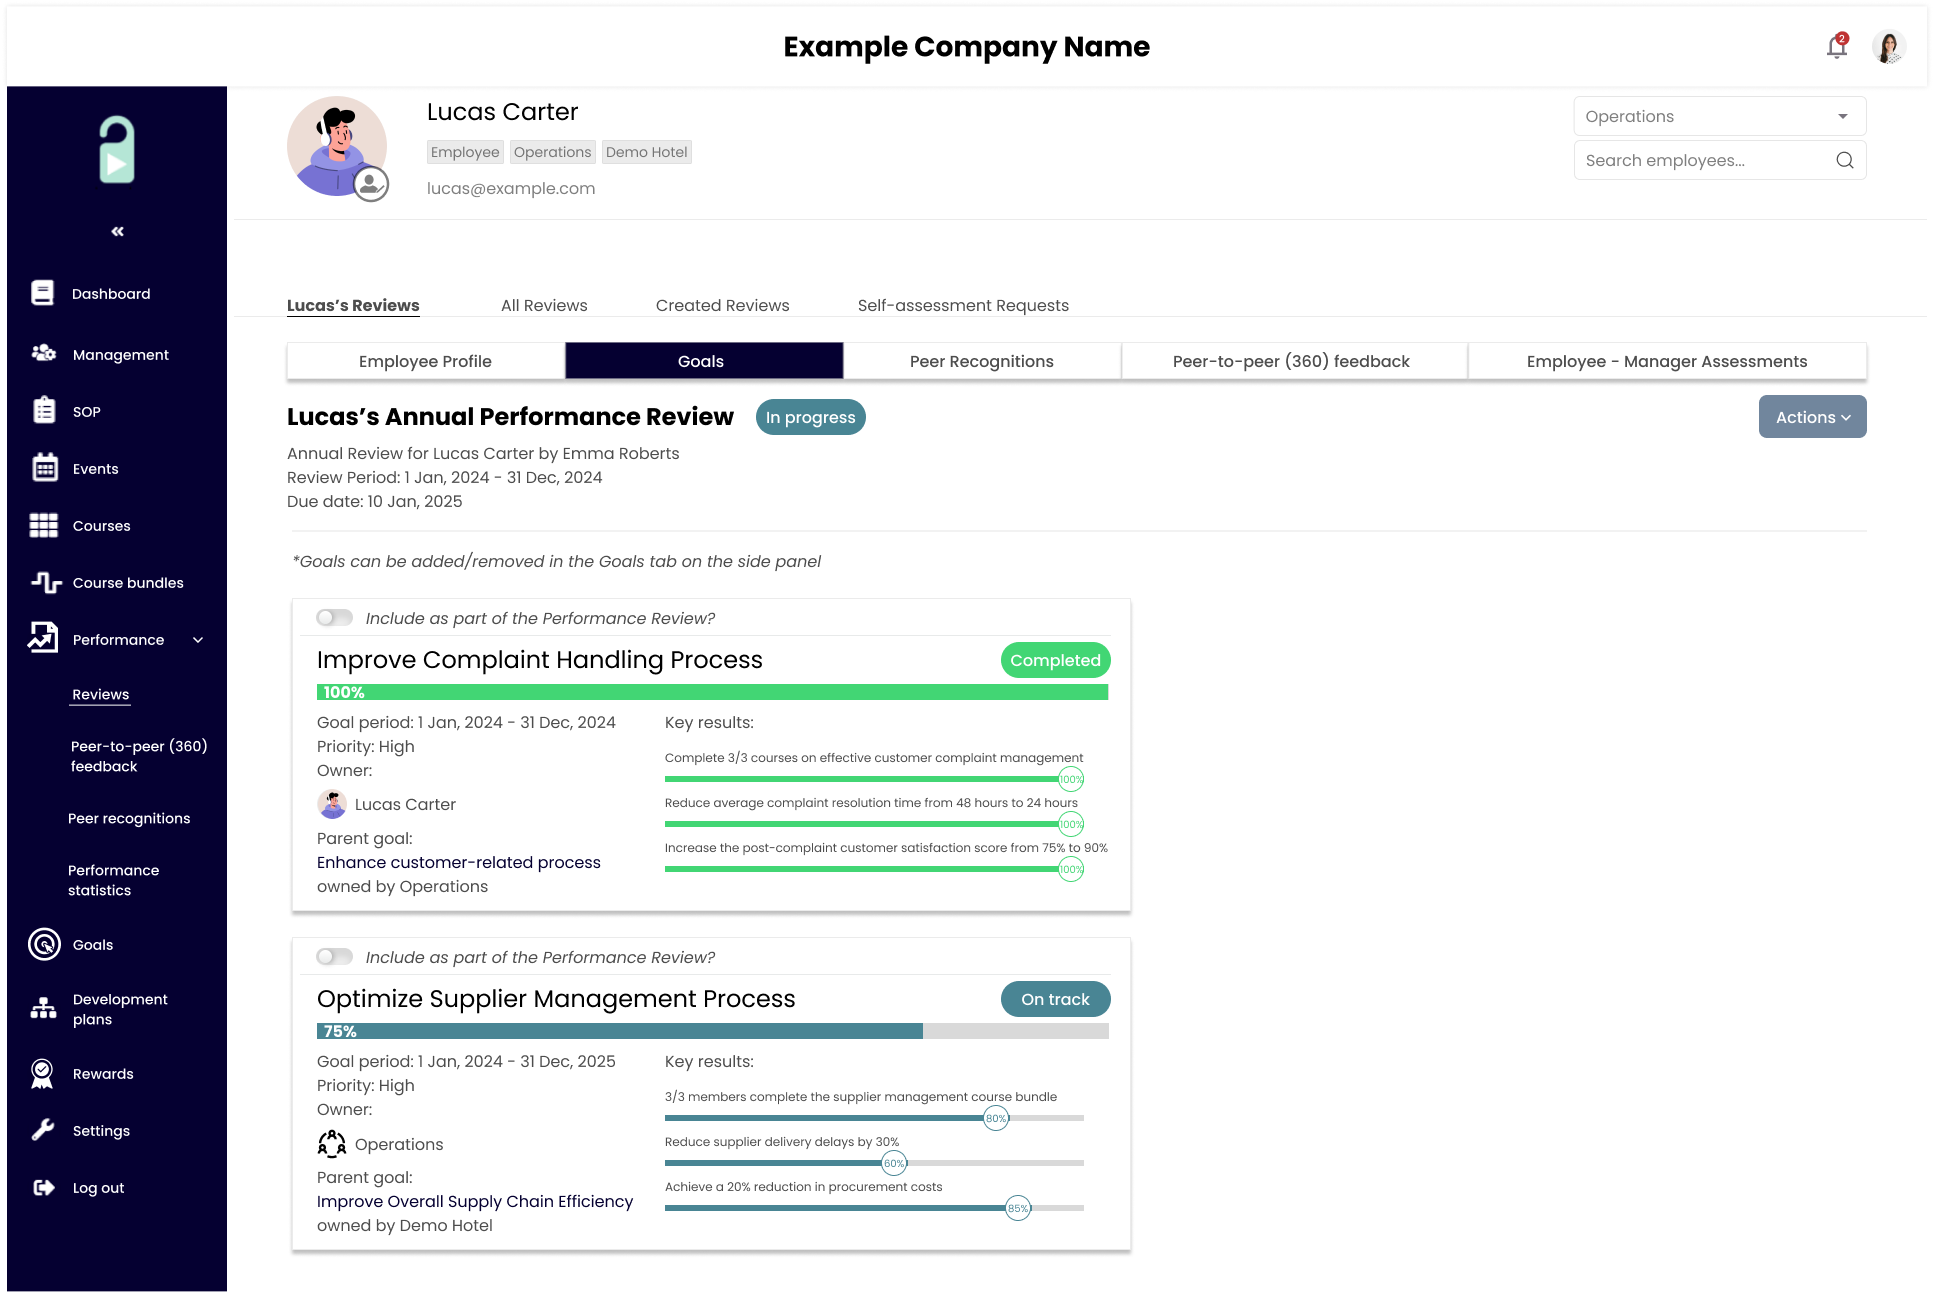 Example Company Name
2
Lucas Carter
Employee Operations Demo Hotel
lucas@example.com
Operations
Search employees...
«
Dashboard
Management
SOP
Events
Courses
Course bundles
Performance
Reviews
Peer-to-peer (360)
feedback
Peer recognitions
Performance
statistics
Goals
Development
plans
Rewards
Settings
Log out
Lucas’s Reviews All Reviews Created Reviews Self-assessment Requests
Employee Profile Goals Peer Recognitions Peer-to-peer (360) feedback Employee - Manager Assessments
Lucas’s Annual Performance Review In progress Actions
Annual Review for Lucas Carter by Emma Roberts
Review Period: 1 Jan, 2024 - 31 Dec, 2024
Due date: 10 Jan, 2025
*Goals can be added/removed in the Goals tab on the side panel
Include as part of the Performance Review?
Improve Complaint Handling Process Completed
100%
Goal period: 1 Jan, 2024 - 31 Dec, 2024
Priority: High
Owner:
Lucas Carter
Parent goal:
Enhance customer-related process
owned by Operations
Key results:
Complete 3/3 courses on effective customer complaint management
100%
Reduce average complaint resolution time from 48 hours to 24 hours
100%
Increase the post-complaint customer satisfaction score from 75% to 90%
100%
Include as part of the Performance Review?
Optimize Supplier Management Process On track
75%
Goal period: 1 Jan, 2024 - 31 Dec, 2025
Priority: High
Owner:
Operations
Parent goal:
Improve Overall Supply Chain Efficiency
owned by Demo Hotel
Key results:
3/3 members complete the supplier management course bundle
80%
Reduce supplier delivery delays by 30%
60%
Achieve a 20% reduction in procurement costs
85%